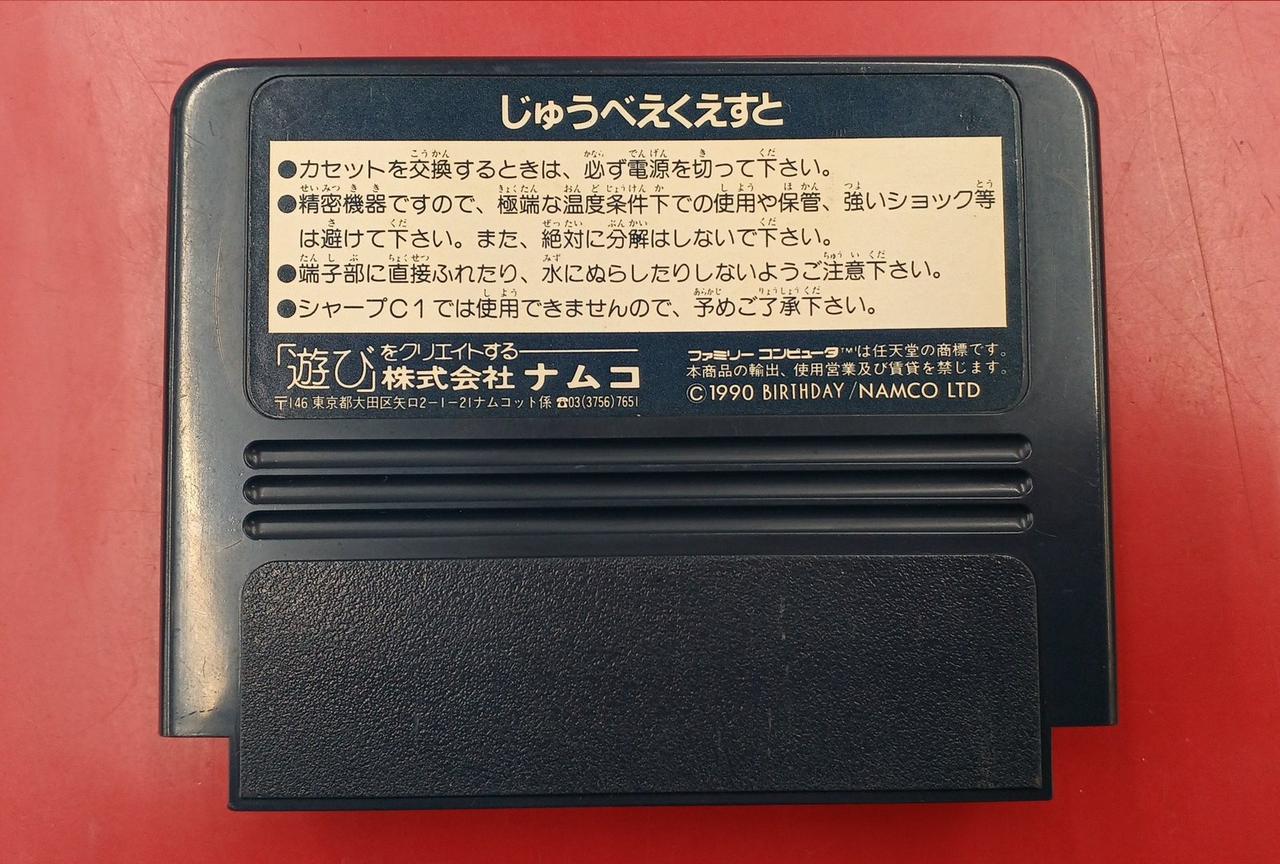 じゅうべえくえすと
●カセットを交換するときは、必ず電源を切って下さい。
●精密機器ですので、極端な温度条件下での使用や保管、強いショック等
は避けて下さい。また、絶対に分解はしないで下さい。
●端子部に直接ふれたり、水にぬらしたりしないようご注意下さい。
●シャープC1では使用できませんので、予めご了承下さい。
「遊び」をクリエイトする
株式会社ナムコ
〒146 東京都大田区矢口2-1-21ナムコット係 ☎03(3756)7651
ファミリーコンピュータ™は任天堂の商標です。
本商品の輸出、使用営業及び賃貸を禁じます。
©1990 BIRTHDAY/NAMCO LTD